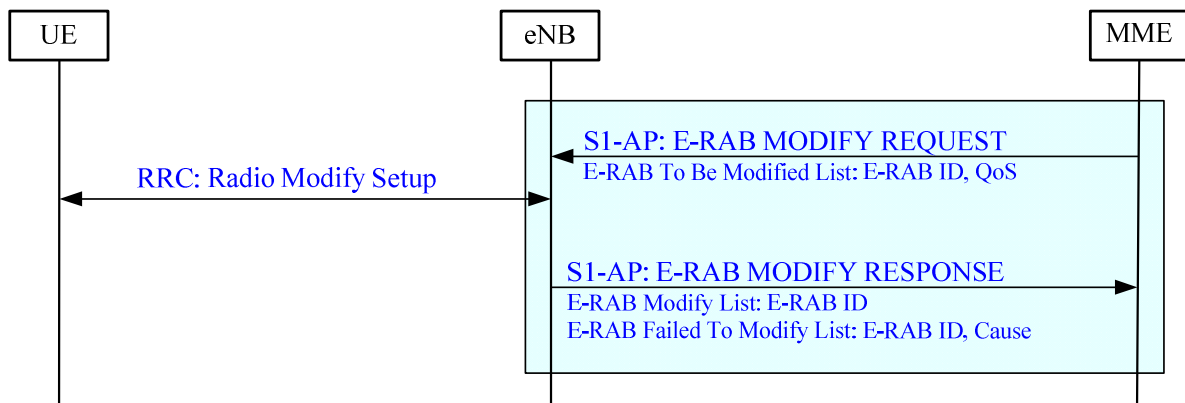 UE
eNB
MME
S1-AP: E-RAB MODIFY REQUEST
E-RAB To Be Modified List: E-RAB ID, QoS
RRC: Radio Modify Setup
S1-AP: E-RAB MODIFY RESPONSE
E-RAB Modify List: E-RAB ID
E-RAB Failed To Modify List: E-RAB ID, Cause